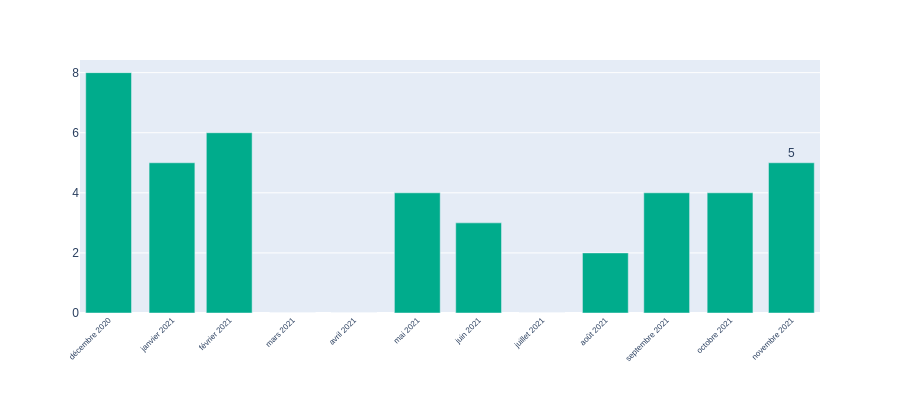 8
6
4
2
0
5
décembre 2020
janvier 2021
février 2021
mars 2021
avril 2021
mai 2021
juin 2021
juillet 2021
août 2021
septembre 2021
octobre 2021
novembre 2021